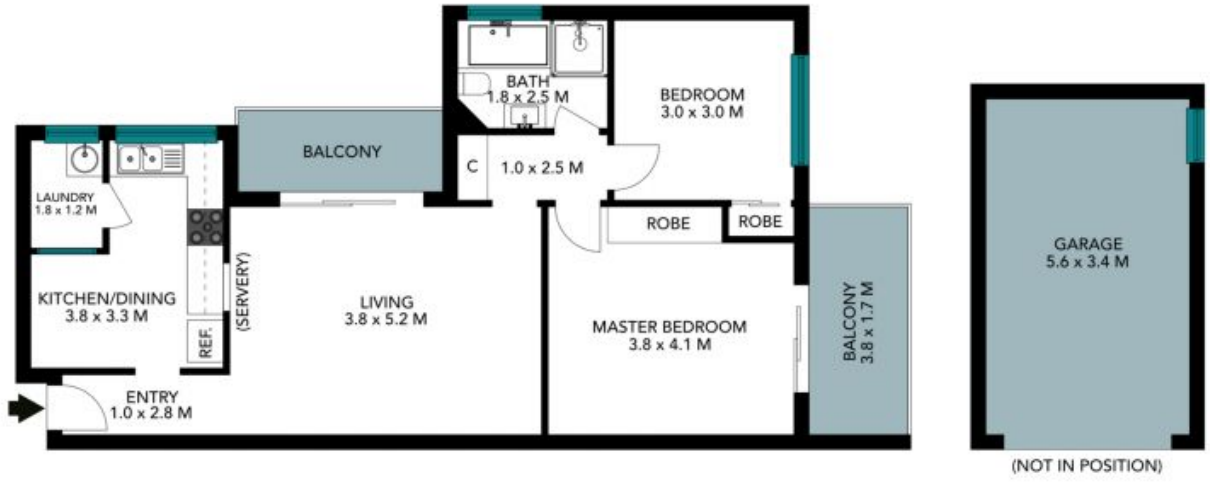 BATH
1.8 x 2.5 M
BEDROOM
3.0 x 3.0 M
BALCONY
C
1.0 x 2.5 M
LAUNDRY
1.8 x 1.2 M
ROBE
ROBE
GARAGE
5.6 x 3.4 M
KITCHEN/DINING
3.8 x 3.3 M
(SERVERY)
REF.
LIVING
3.8 x 5.2 M
MASTER BEDROOM
3.8 x 4.1 M
BALCONY
3.8 x 1.7 M
ENTRY
1.0 x 2.8 M
(NOT IN POSITION)